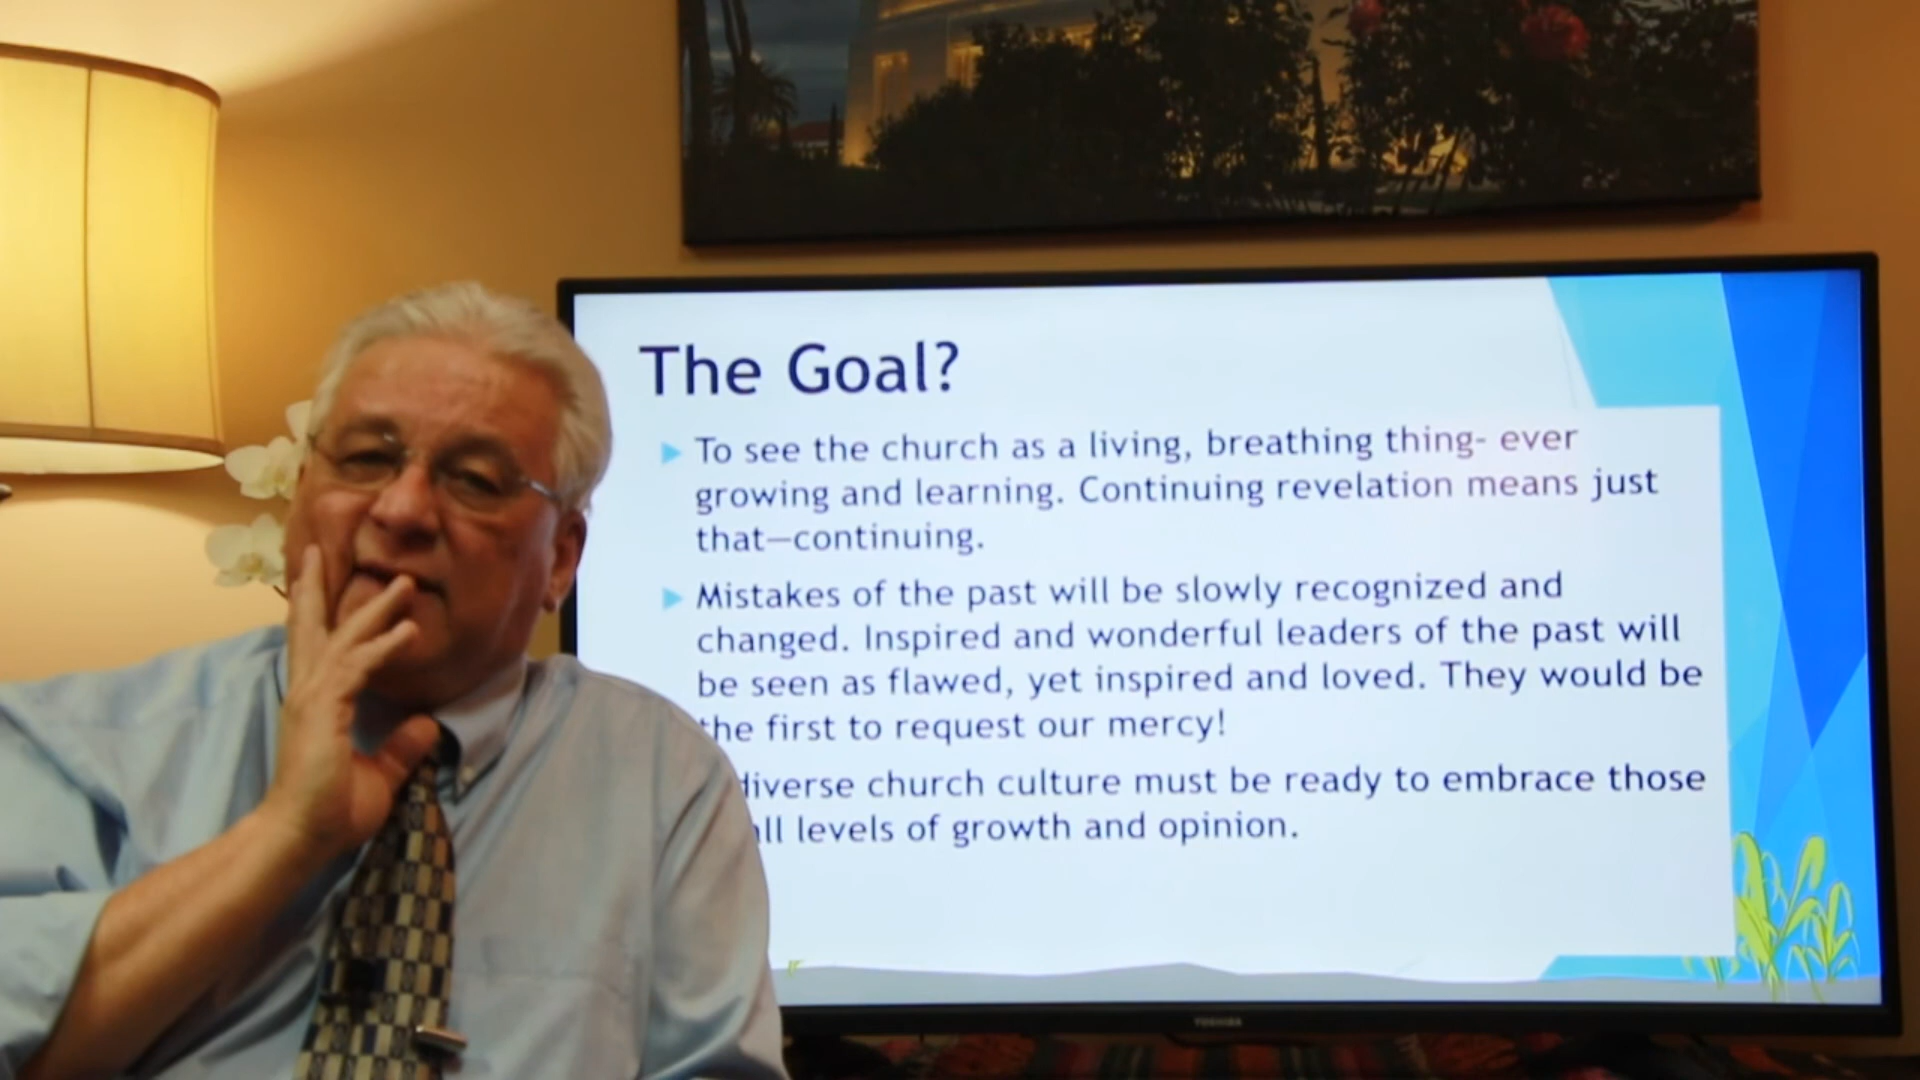 The Goal?
To see the church as a living, breathing thing- ever
growing and learning. Continuing revelation means just
that—continuing.
Mistakes of the past will be slowly recognized and
changed. Inspired and wonderful leaders of the past will
be seen as flawed, yet inspired and loved. They would be
the first to request our mercy!
diverse church culture must be ready to embrace those
all levels of growth and opinion.
TOSHIBA